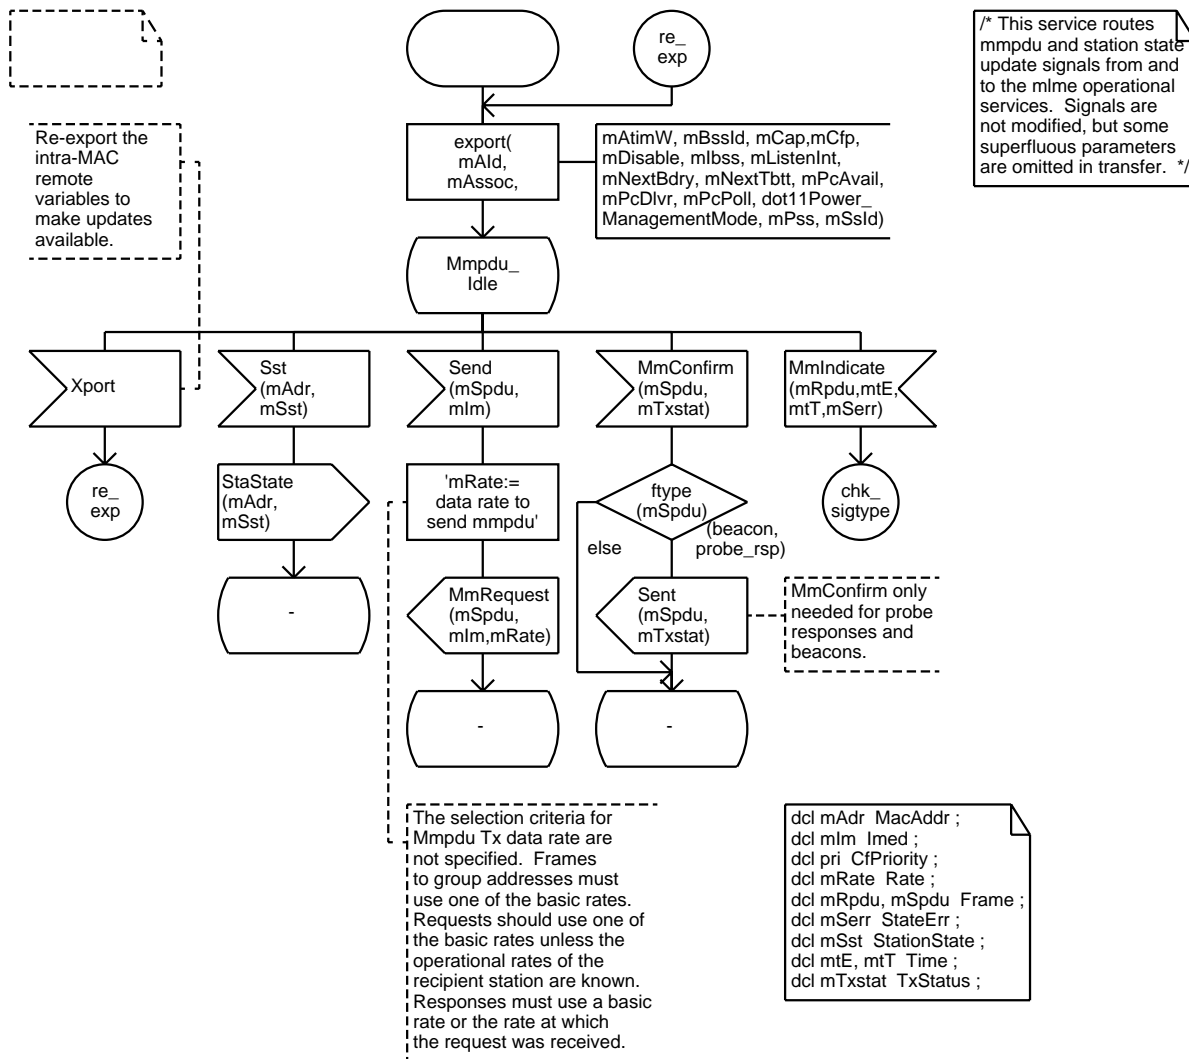 re_
exp
/* This service routes
mmpdu and station state
update signals from and
to the mlme operational
services.  Signals are
not modified, but some
superfluous parameters
are omitted in transfer.  */
Re-export the
intra-MAC
remote
variables to
make updates
available.
export(
mAId,
mAssoc,
mAtimW, mBssId, mCap,mCfp,
mDisable, mIbss, mListenInt,
mNextBdry, mNextTbtt, mPcAvail,
mPcDlvr, mPcPoll, dot11Power_
ManagementMode, mPss, mSsId)
Mmpdu_
Idle
Xport
Sst
(mAdr,
mSst)
Send
(mSpdu,
mIm)
MmConfirm
(mSpdu,
mTxstat)
MmIndicate
(mRpdu,mtE,
mtT,mSerr)
re_
exp
StaState
(mAdr,
mSst)
'mRate:=
data rate to
send mmpdu'
ftype
(mSpdu)
chk_
sigtype
else
(beacon,
probe_rsp)
-
MmRequest
(mSpdu,
mIm,mRate)
Sent
(mSpdu,
mTxstat)
MmConfirm only
needed for probe
responses and
beacons.
-
-
The selection criteria for
Mmpdu Tx data rate are
not specified.  Frames
to group addresses must
use one of the basic rates.
Requests should use one of
the basic rates unless the
operational rates of the
recipient station are known.
Responses must use a basic
rate or the rate at which
the request was received.
dcl mAdr  MacAddr ;
dcl mIm  Imed ;
dcl pri  CfPriority ;
dcl mRate  Rate ;
dcl mRpdu, mSpdu  Frame ;
dcl mSerr  StateErr ;
dcl mSst  StationState ;
dcl mtE, mtT  Time ;
dcl mTxstat  TxStatus ;